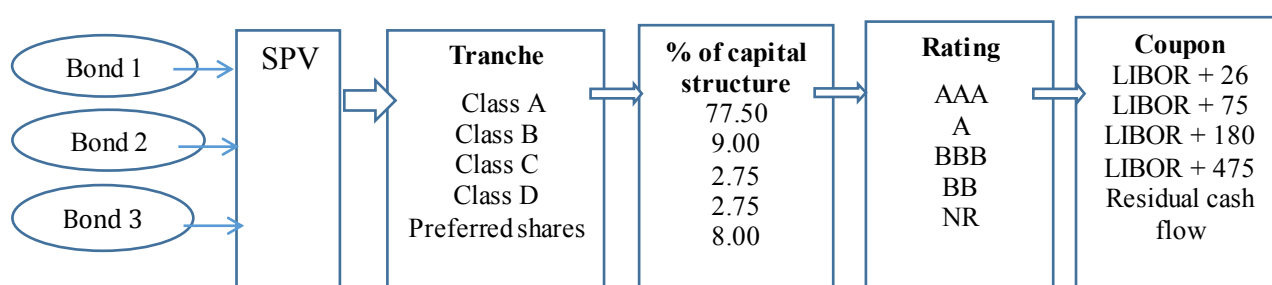 Bond 1
Bond 2
Bond 3
SPV
Tranche
Class A
Class B
Class C
Class D
Preferred shares
% of capital
structure
77.50
9.00
2.75
2.75
8.00
Rating
AAA
A
BBB
BB
NR
Coupon
LIBOR + 26
LIBOR + 75
LIBOR + 180
LIBOR + 475
Residual cash
flow